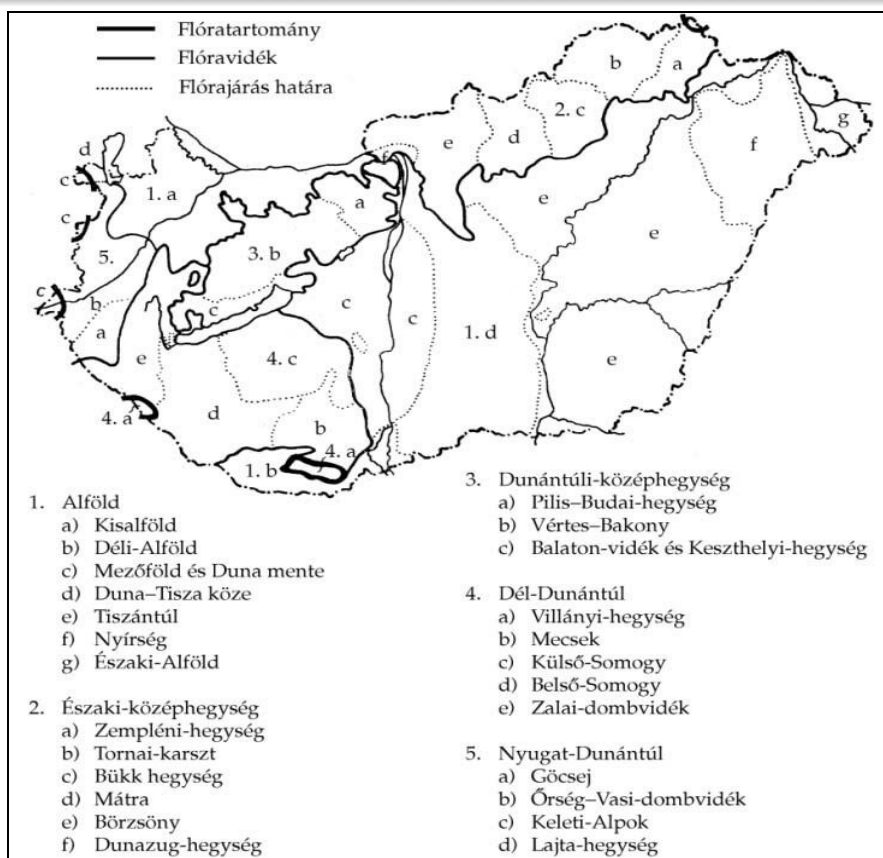 Flóratartomány
Flóravidék
Flórajárás határa
b
a
2. c
g
e
d
f
d
c
1. a
f
e
c
a
5.
3. b
e
c
b
c
c
c
1. d
a
e
4. c
e
4. a
d
b
4. a
1. b
1. Alföld
a) Kisalföld
b) Déli-Alföld
c) Mezőföld és Duna mente
d) Duna–Tisza köze
e) Tiszántúl
f) Nyírség
g) Északi-Alföld
2. Északi-középhegység
a) Zempléni-hegység
b) Tornai-karszt
c) Bükk hegység
d) Mátra
e) Börzsöny
f) Dunazug-hegység
3. Dunántúli-középhegység
a) Pilis–Budai-hegység
b) Vértes–Bakony
c) Balaton-vidék és Keszthelyi-hegység
4. Dél-Dunántúl
a) Villányi-hegység
b) Mecsek
c) Külső-Somogy
d) Belső-Somogy
e) Zalai-dombvidék
5. Nyugat-Dunántúl
a) Göcsej
b) Őrség–Vasi-dombvidék
c) Keleti-Alpok
d) Lajta-hegység